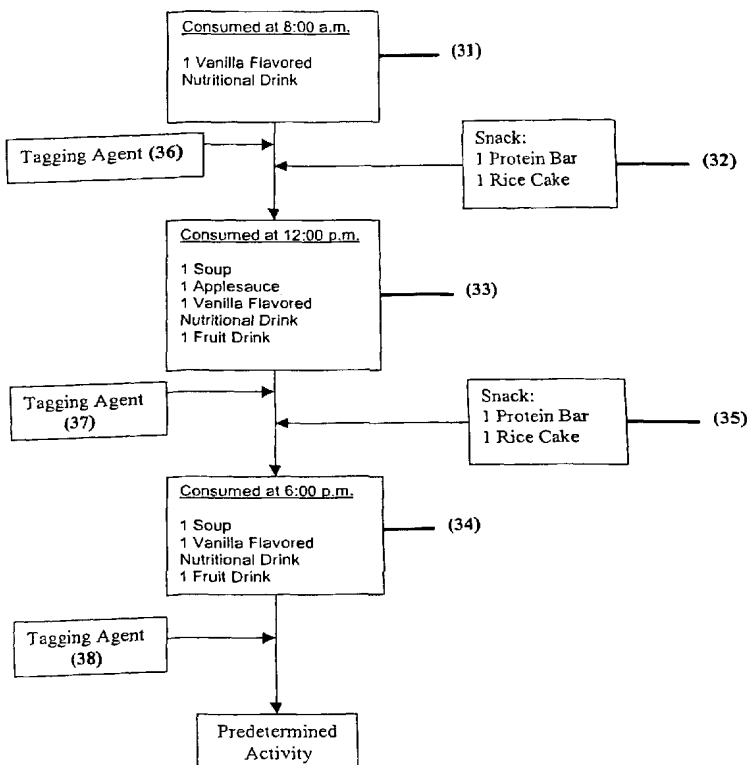 Consumed at 8:00 a.m.
1 Vanilla Flavored
Nutritional Drink
(31)
Tagging Agent (36)
Snack:
1 Protein Bar
1 Rice Cake
(32)
Consumed at 12:00 p.m.
1 Soup
1 Applesauce
1 Vanilla Flavored
Nutritional Drink
1 Fruit Drink
(33)
Tagging Agent
(37)
Snack:
1 Protein Bar
1 Rice Cake
(35)
Consumed at 6:00 p.m.
1 Soup
1 Vanilla Flavored
Nutritional Drink
1 Fruit Drink
(34)
Tagging Agent
(38)
Predetermined
Activity